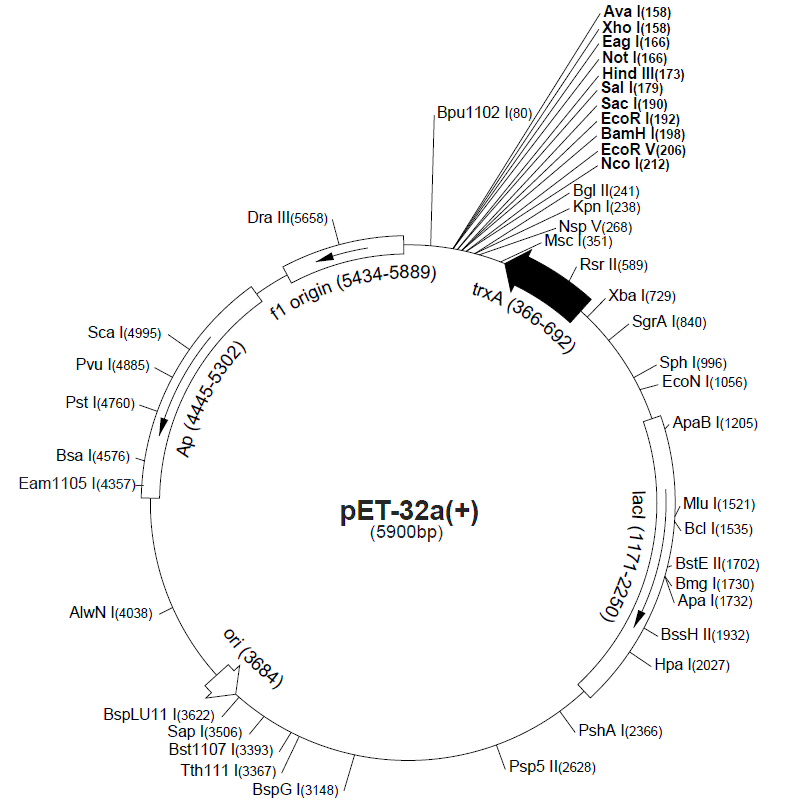 Ava I(158)
Xho I(158)
Eag I(166)
Not I(166)
Hind III(173)
Sal I(179)
Sac I(190)
EcoR I(192)
BamH I(198)
EcoR V(206)
Nco I(212)
Bpu1102 I(80)
Bgl II(241)
Kpn I(238)
Nsp V(268)
Msc I(351)
Rsr II(589)
Xba I(729)
SgrA I(840)
Sph I(996)
EcoN I(1056)
ApaB I(1205)
Mlu I(1521)
Bcl I(1535)
BstE II(1702)
Bmg I(1730)
Apa I(1732)
BssH II(1932)
Hpa I(2027)
PshA I(2366)
Psp5 II(2628)
BspG I(3148)
Tth111 I(3367)
Bst1107 I(3393)
Sap I(3506)
BspLU11 I(3622)
AlwN I(4038)
Eam1105 I(4357)
Bsa I(4576)
Pst I(4760)
Pvu I(4885)
Sca I(4995)
Dra III(5658)
f1 origin (5434-5889)
trxA (366-692)
lacI (1171-2250)
ori (3684)
Ap (4445-5302)
pET-32a(+)
(5900bp)